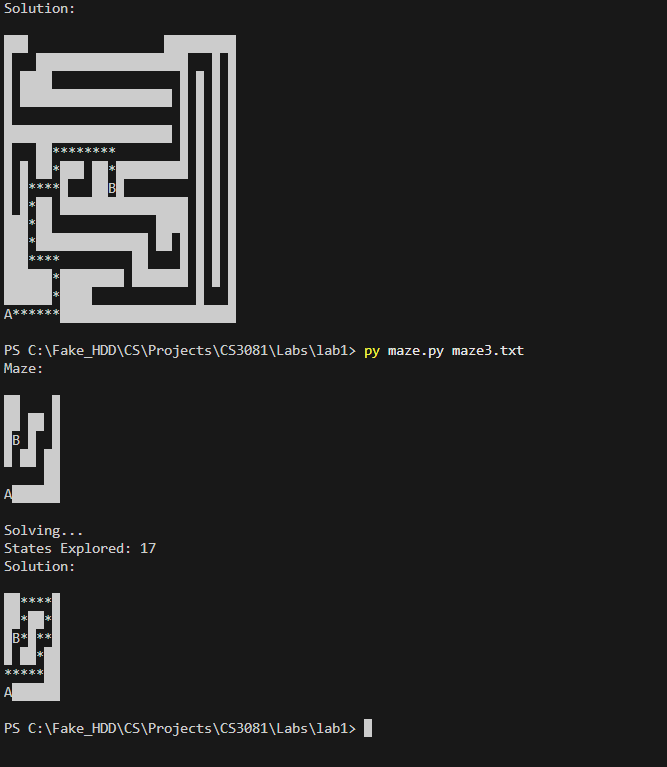 Solution:
********
* *
**** B
*
*
*
****
*
*
A******
PS C:\Fake_HDD\CS\Projects\CS3081\Labs\lab1> py maze.py maze3.txt
Maze:
B
A
Solving...
States Explored: 17
Solution:
****
* *
B* **
*
*****
A
PS C:\Fake_HDD\CS\Projects\CS3081\Labs\lab1>